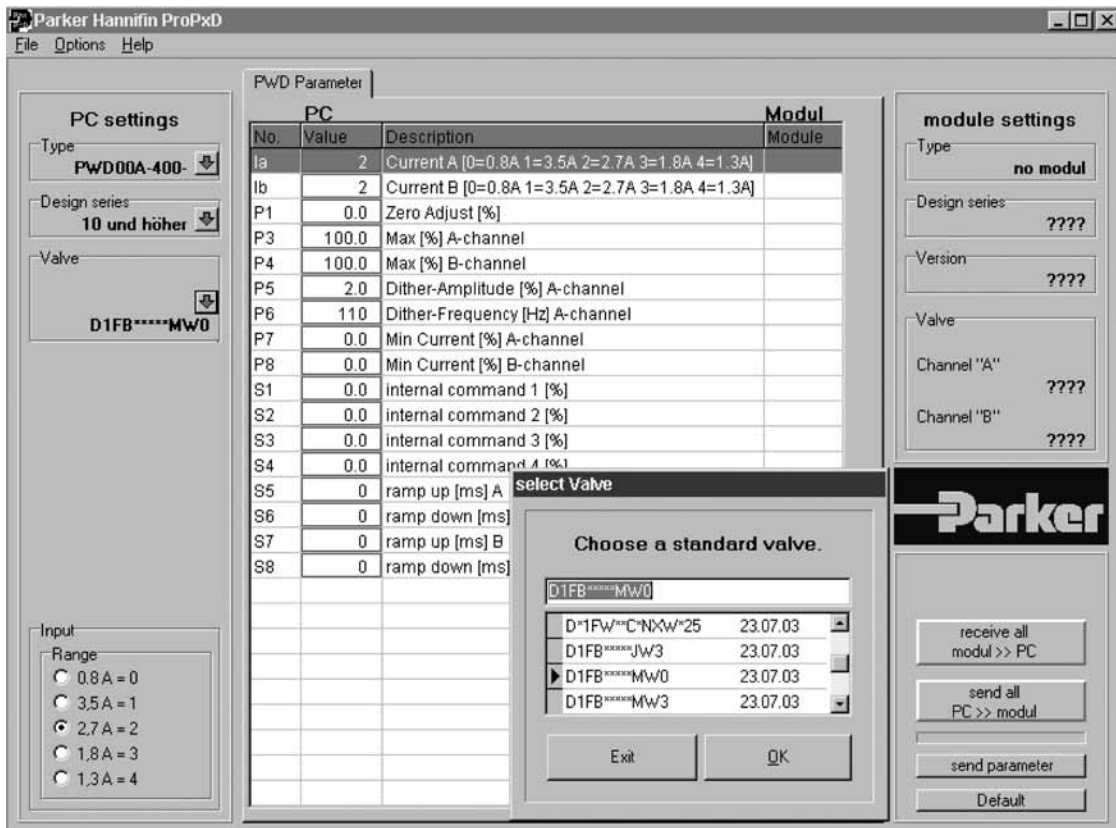 Parker Hannifin ProPxD
File Options Help
PC settings
Type
PWD00A-400-
Design series
10 und höher
Valve
D1FB*****MW0
Input
Range
0.8 A = 0
3,5 A = 1
2,7 A = 2
1,8 A = 3
1,3 A = 4
PWD Parameter
PC Modul
No. Value Description Module
Ia 2 Current A [0=0.8A 1=3.5A 2=2.7A 3=1.8A 4=1.3A]
Ib 2 Current B [0=0.8A 1=3.5A 2=2.7A 3=1.8A 4=1.3A]
P1 0.0 Zero Adjust [%]
P3 100.0 Max [%] A-channel
P4 100.0 Max [%] B-channel
P5 2.0 Dither-Amplitude [%] A-channel
P6 110 Dither-Frequency [Hz] A-channel
P7 0.0 Min Current [%] A-channel
P8 0.0 Min Current [%] B-channel
S1 0.0 internal command 1 [%]
S2 0.0 internal command 2 [%]
S3 0.0 internal command 3 [%]
S4 0.0 internal command 4 [%]
S5 0 ramp up [ms] A
S6 0 ramp down [ms]
S7 0 ramp up [ms] B
S8 0 ramp down [ms]
select Valve
Choose a standard valve.
D1FB*****MW0
D*1FW**C*NXW*25 23.07.03
D1FB*****JW3 23.07.03
D1FB*****MW0 23.07.03
D1FB*****MW3 23.07.03
Exit OK
module settings
Type
no modul
Design series
????
Version
????
Valve
Channel "A"
????
Channel "B"
????
Parker
receive all
modul >> PC
send all
PC >> modul
send parameter
Default